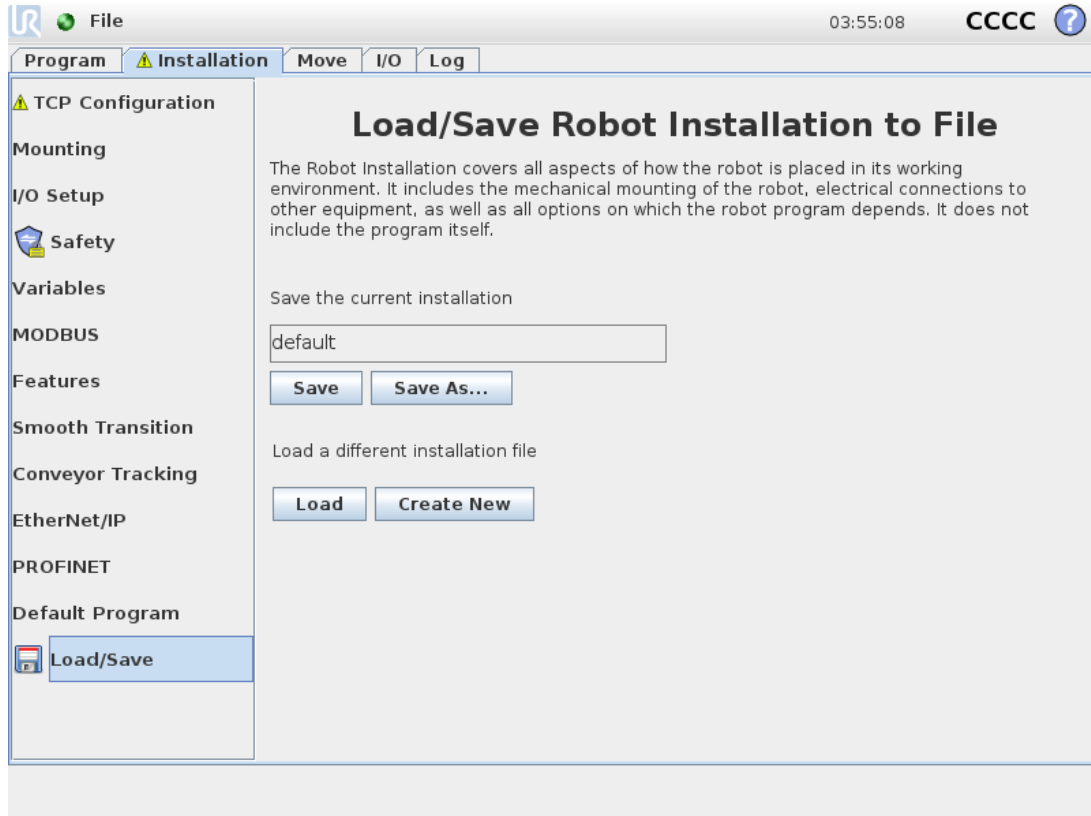 UR File 03:55:08 CCCC ?
Program Installation Move I/O Log
TCP Configuration
Mounting
I/O Setup
Safety
Variables
MODBUS
Features
Smooth Transition
Conveyor Tracking
EtherNet/IP
PROFINET
Default Program
Load/Save
Load/Save Robot Installation to File
The Robot Installation covers all aspects of how the robot is placed in its working
environment. It includes the mechanical mounting of the robot, electrical connections to
other equipment, as well as all options on which the robot program depends. It does not
include the program itself.
Save the current installation
default
Save Save As...
Load a different installation file
Load Create New